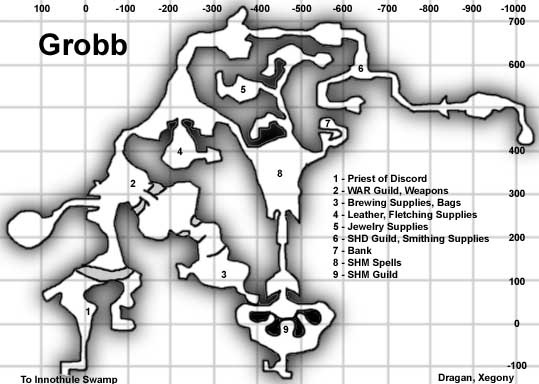 100 0 -100 -200 -300 -400 -500 -600 -700 -800 -900 -1000
700
Grobb
600
6
5
7
400
4
8
1 - Priest of Discord
2 - WAR Guild, Weapons
3 - Brewing Supplies, Bags
4 - Leather, Fletching Supplies
5 - Jewelry Supplies
6 - SHD Guild, Smithing Supplies
7 - Bank
8 - SHM Spells
9 - SHM Guild
2
300
200
3
100
1
9
0
-100
To Innothule Swamp
Dragan, Xegony